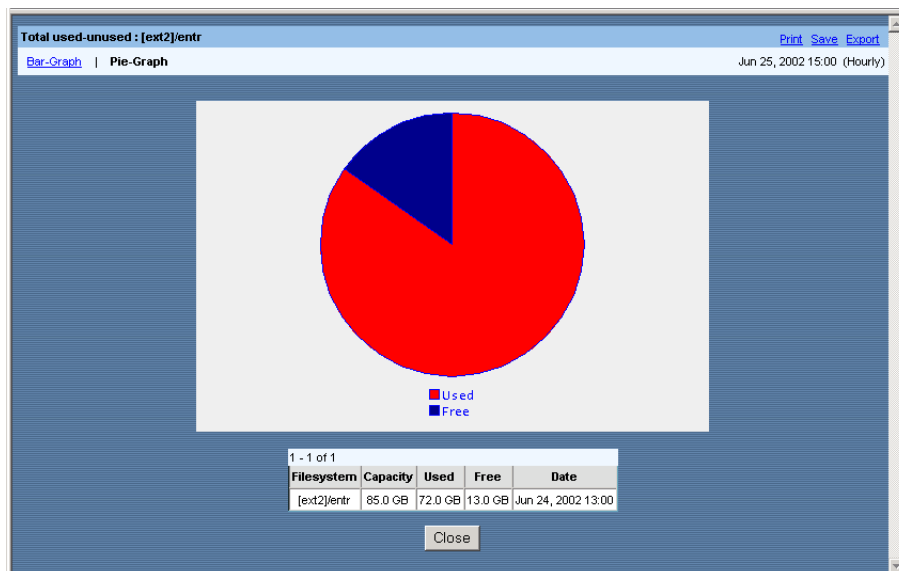 Total used-unused : [ext2]/entr
Print Save Export
Bar-Graph | Pie-Graph
Jun 25, 2002 15:00 (Hourly)
Used
Free
1 - 1 of 1
Filesystem Capacity Used Free Date
[ext2]/entr 85.0 GB 72.0 GB 13.0 GB Jun 24, 2002 13:00
Close